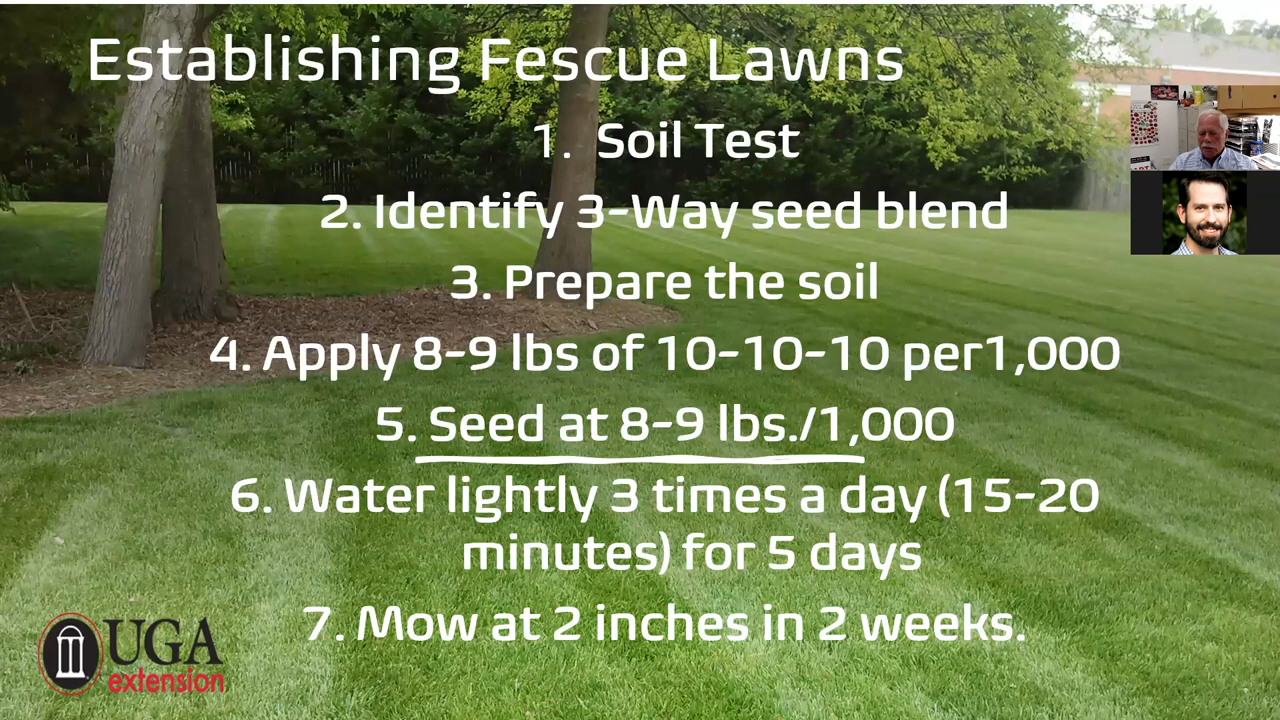 Establishing Fescue Lawns
1. Soil Test
2. Identify 3-Way seed blend
3. Prepare the soil
4. Apply 8-9 lbs of 10-10-10 per1,000
5. Seed at 8-9 lbs./1,000
6. Water lightly 3 times a day (15-20
minutes) for 5 days
7. Mow at 2 inches in 2 weeks.
UGA
extension